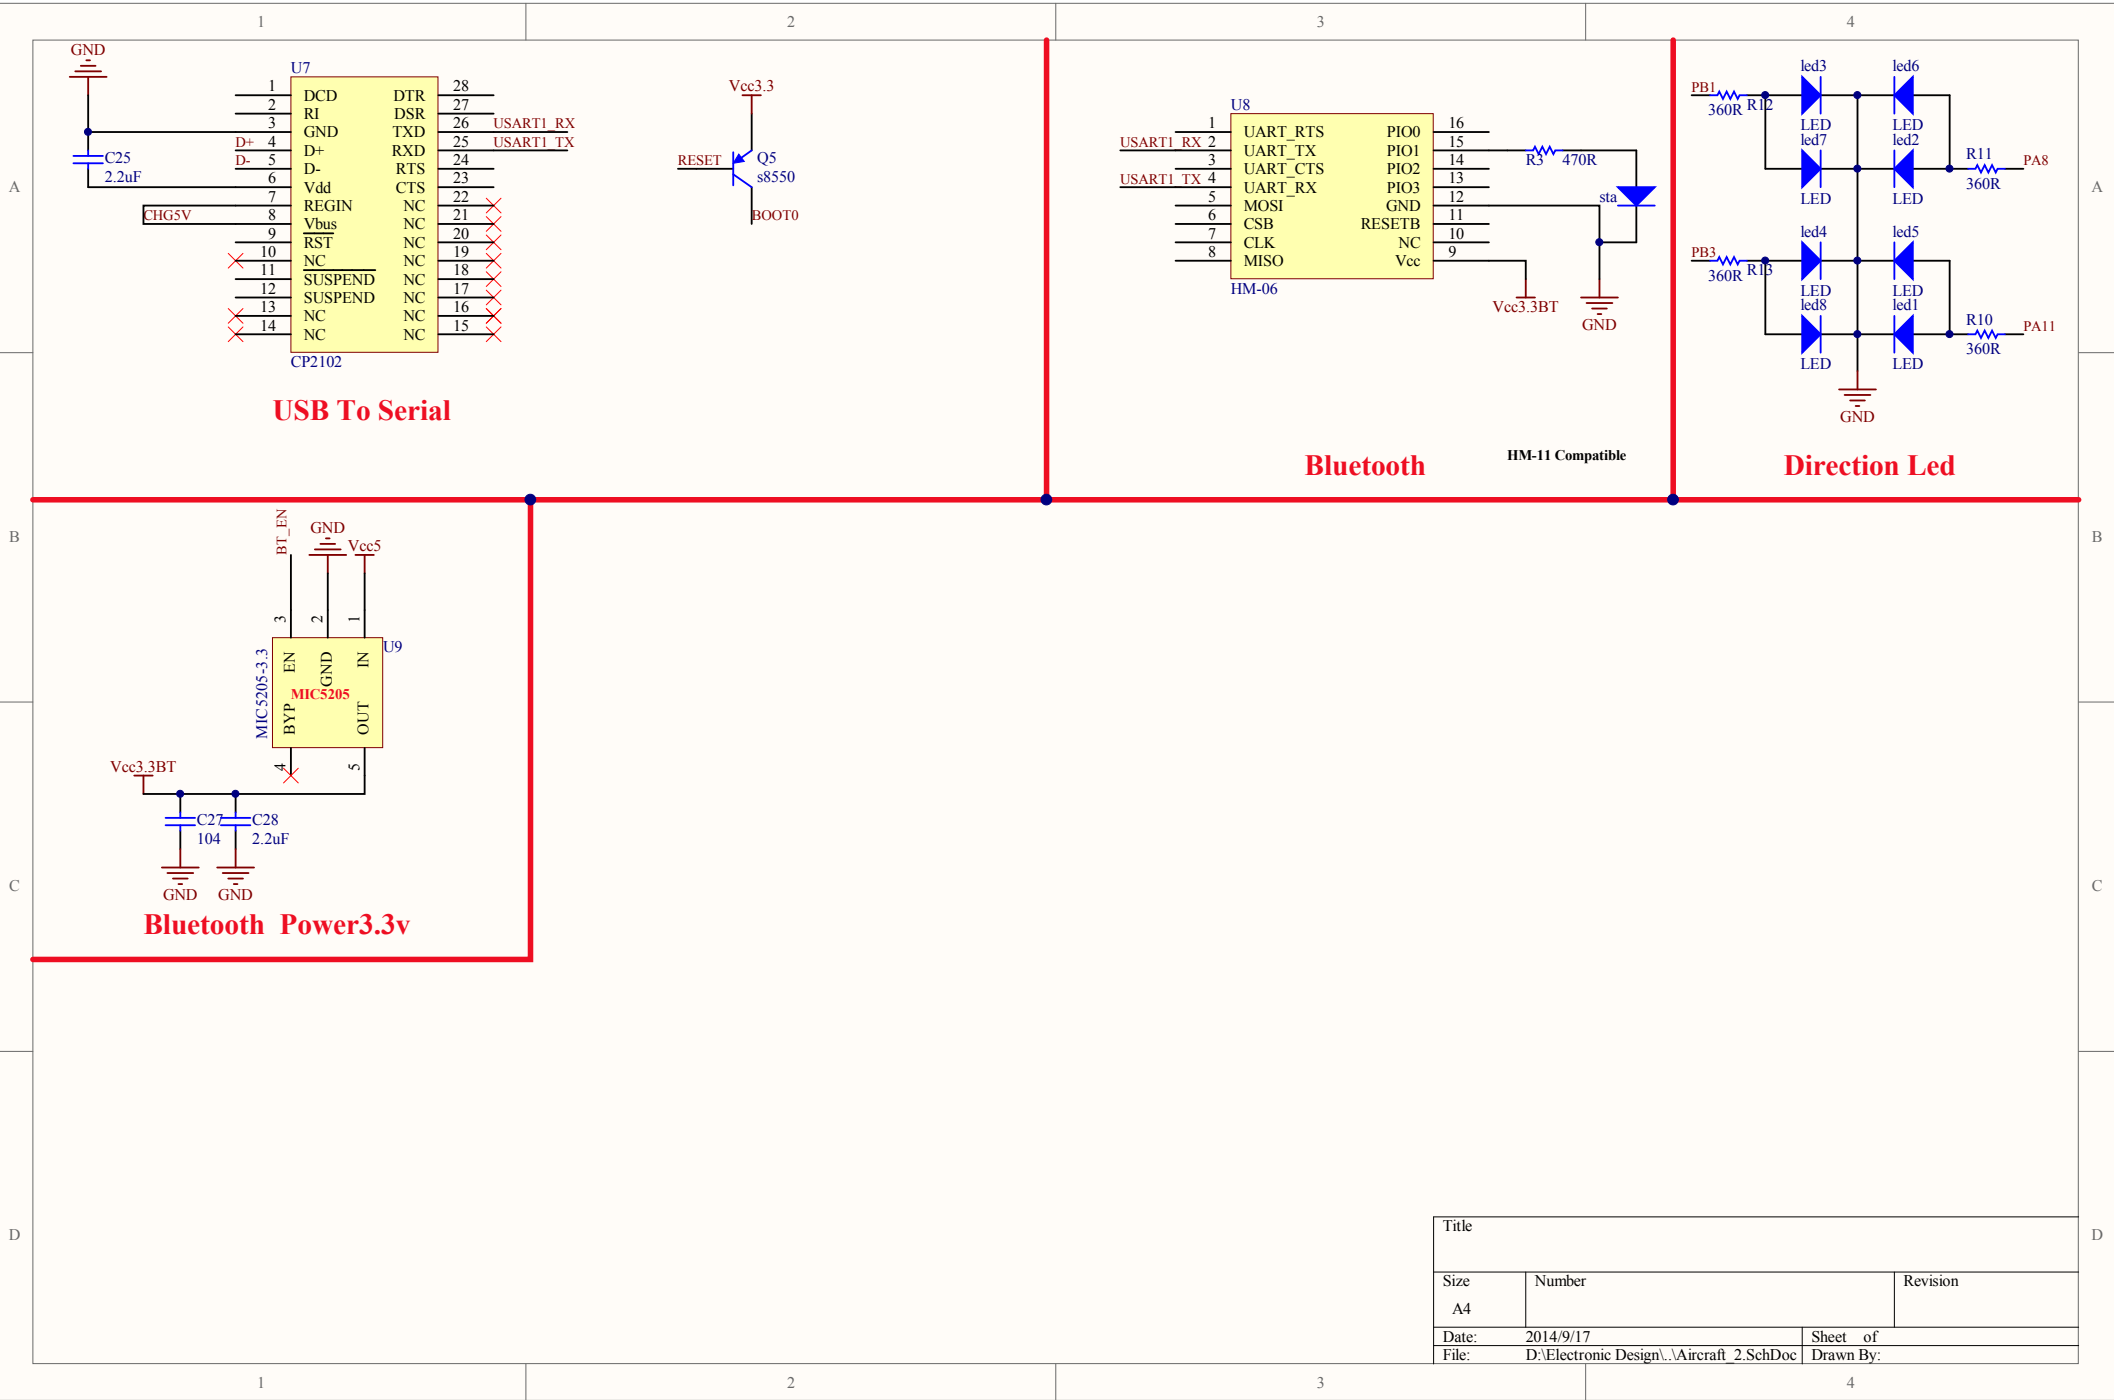 1 2 3 4
A A
B B
C C
D D
1 2 3 4
GND
U7
1 DCD DTR 28
2 RI DSR 27
3 GND TXD 26 USART1_RX
D+ 4 D+ RXD 25 USART1_TX
D- 5 D- RTS 24
6 Vdd CTS 23
7 REGIN NC 22
CHG5V 8 Vbus NC 21
9 RST NC 20
10 NC NC 19
11 SUSPEND NC 18
12 SUSPEND NC 17
13 NC NC 16
14 NC NC 15
CP2102
C25
2.2uF
USB To Serial
Vcc3.3
RESET
Q5
s8550
BOOT0
U8
1 UART_RTS PIO0 16
USART1_RX 2 UART_TX PIO1 15
3 UART_CTS PIO2 14
USART1_TX 4 UART_RX PIO3 13
5 MOSI GND 12
6 CSB RESETB 11
7 CLK NC 10
8 MISO Vcc 9
HM-06
R3 470R
sta
Vcc3.3BT
GND
Bluetooth
HM-11 Compatible
led3 led6
PB1
360R R12
LED LED
led7 led2
R11 PA8
360R
LED LED
led4 led5
PB3
360R R13
LED LED
led8 led1
R10 PA11
360R
LED LED
GND
Direction Led
BT_EN
GND
Vcc5
3 2 1
U9
MIC5205-3.3
EN GND IN
MIC5205
BYP OUT
4 5
Vcc3.3BT
C27 C28
104 2.2uF
GND GND
Bluetooth Power3.3v
Title
Size Number Revision
A4
Date: 2014/9/17 Sheet of
File: D:\Electronic Design\..\Aircraft_2.SchDoc Drawn By: